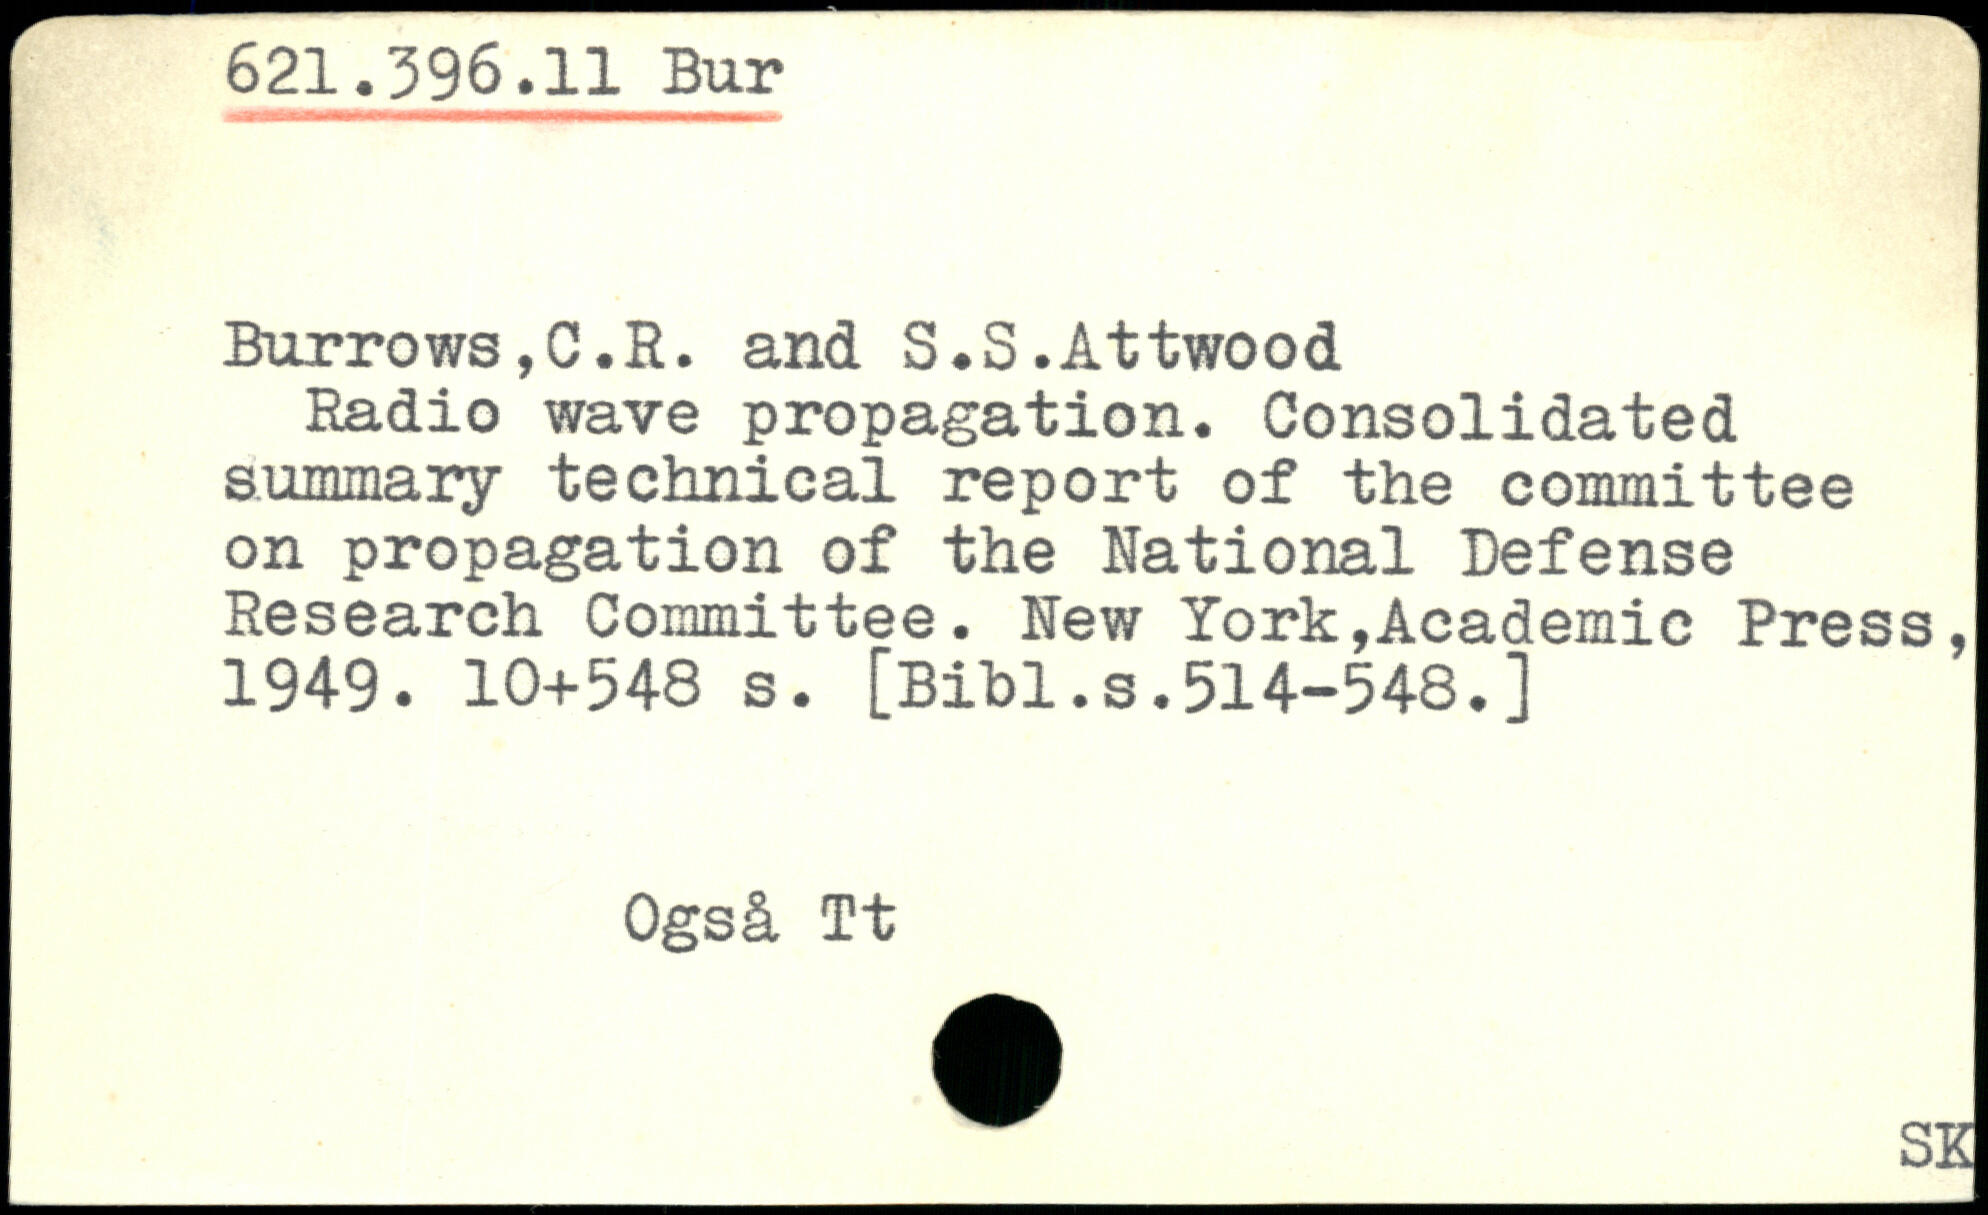 621.396.11 Bur
Burrows,C.R. and S.S.Attwood
Radio wave propagation. Consolidated
summary technical report of the committee
on propagation of the National Defense
Research Committee. New York,Academic Press,
1949. 10+548 s. [Bibl.s.514-548.]
Også Tt
SK